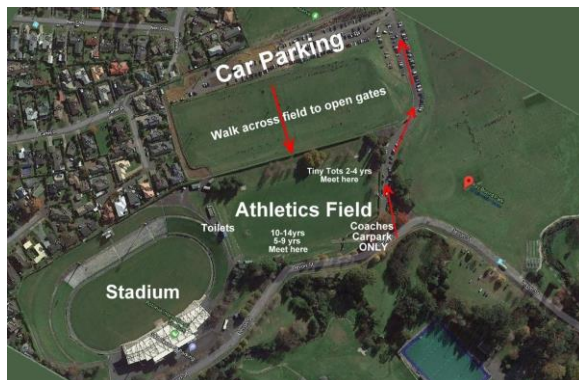 Car Parking
Walk across field to open gates
Tiny Tots 2-4 yrs
Meet here
Athletics Field
Toilets
10-14yrs
5-9 yrs
Meet here
Coaches
Carpark
ONLY
Stadium